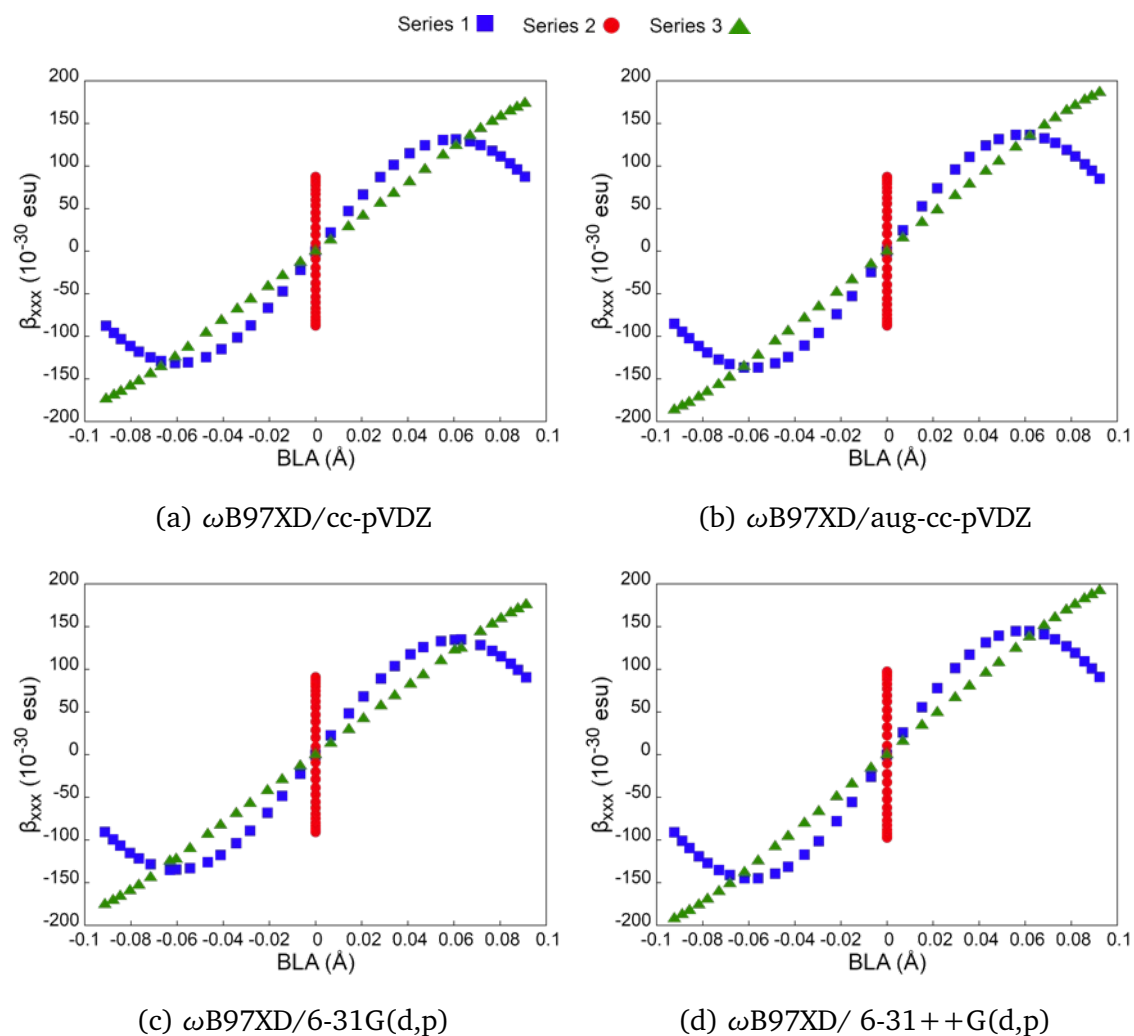 Series 1 Series 2 Series 3
200
150
100
50
0
-50
-100
-150
-200
βxxx (10-30 esu)
-0.1 -0.08 -0.06 -0.04 -0.02 0 0.02 0.04 0.06 0.08 0.1
BLA (Å)
(a) ωB97XD/cc-pVDZ
200
150
100
50
0
-50
-100
-150
-200
βxxx (10-30 esu)
-0.1 -0.08 -0.06 -0.04 -0.02 0 0.02 0.04 0.06 0.08 0.1
BLA (Å)
(b) ωB97XD/aug-cc-pVDZ
200
150
100
50
0
-50
-100
-150
-200
βxxx (10-30 esu)
-0.1 -0.08 -0.06 -0.04 -0.02 0 0.02 0.04 0.06 0.08 0.1
BLA (Å)
(c) ωB97XD/6-31G(d,p)
200
150
100
50
0
-50
-100
-150
-200
βxxx (10-30 esu)
-0.1 -0.08 -0.06 -0.04 -0.02 0 0.02 0.04 0.06 0.08 0.1
BLA (Å)
(d) ωB97XD/ 6-31++G(d,p)